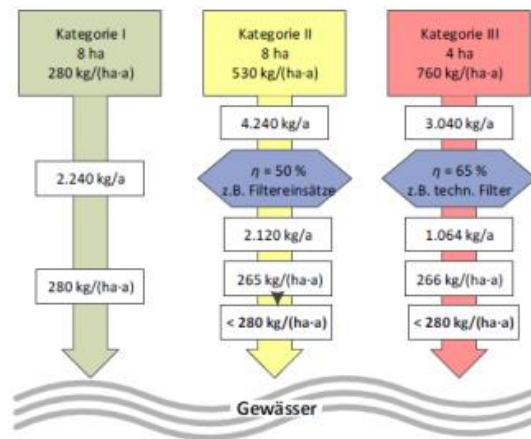 Kategorie I
8 ha
280 kg/(ha·a)
2.240 kg/a
280 kg/(ha·a)
Kategorie II
8 ha
530 kg/(ha·a)
4.240 kg/a
η = 50 %
z.B. Filtereinsätze
2.120 kg/a
265 kg/(ha·a)
< 280 kg/(ha·a)
Kategorie III
4 ha
760 kg/(ha·a)
3.040 kg/a
η = 65 %
z.B. techn. Filter
1.064 kg/a
266 kg/(ha·a)
< 280 kg/(ha·a)
Gewässer